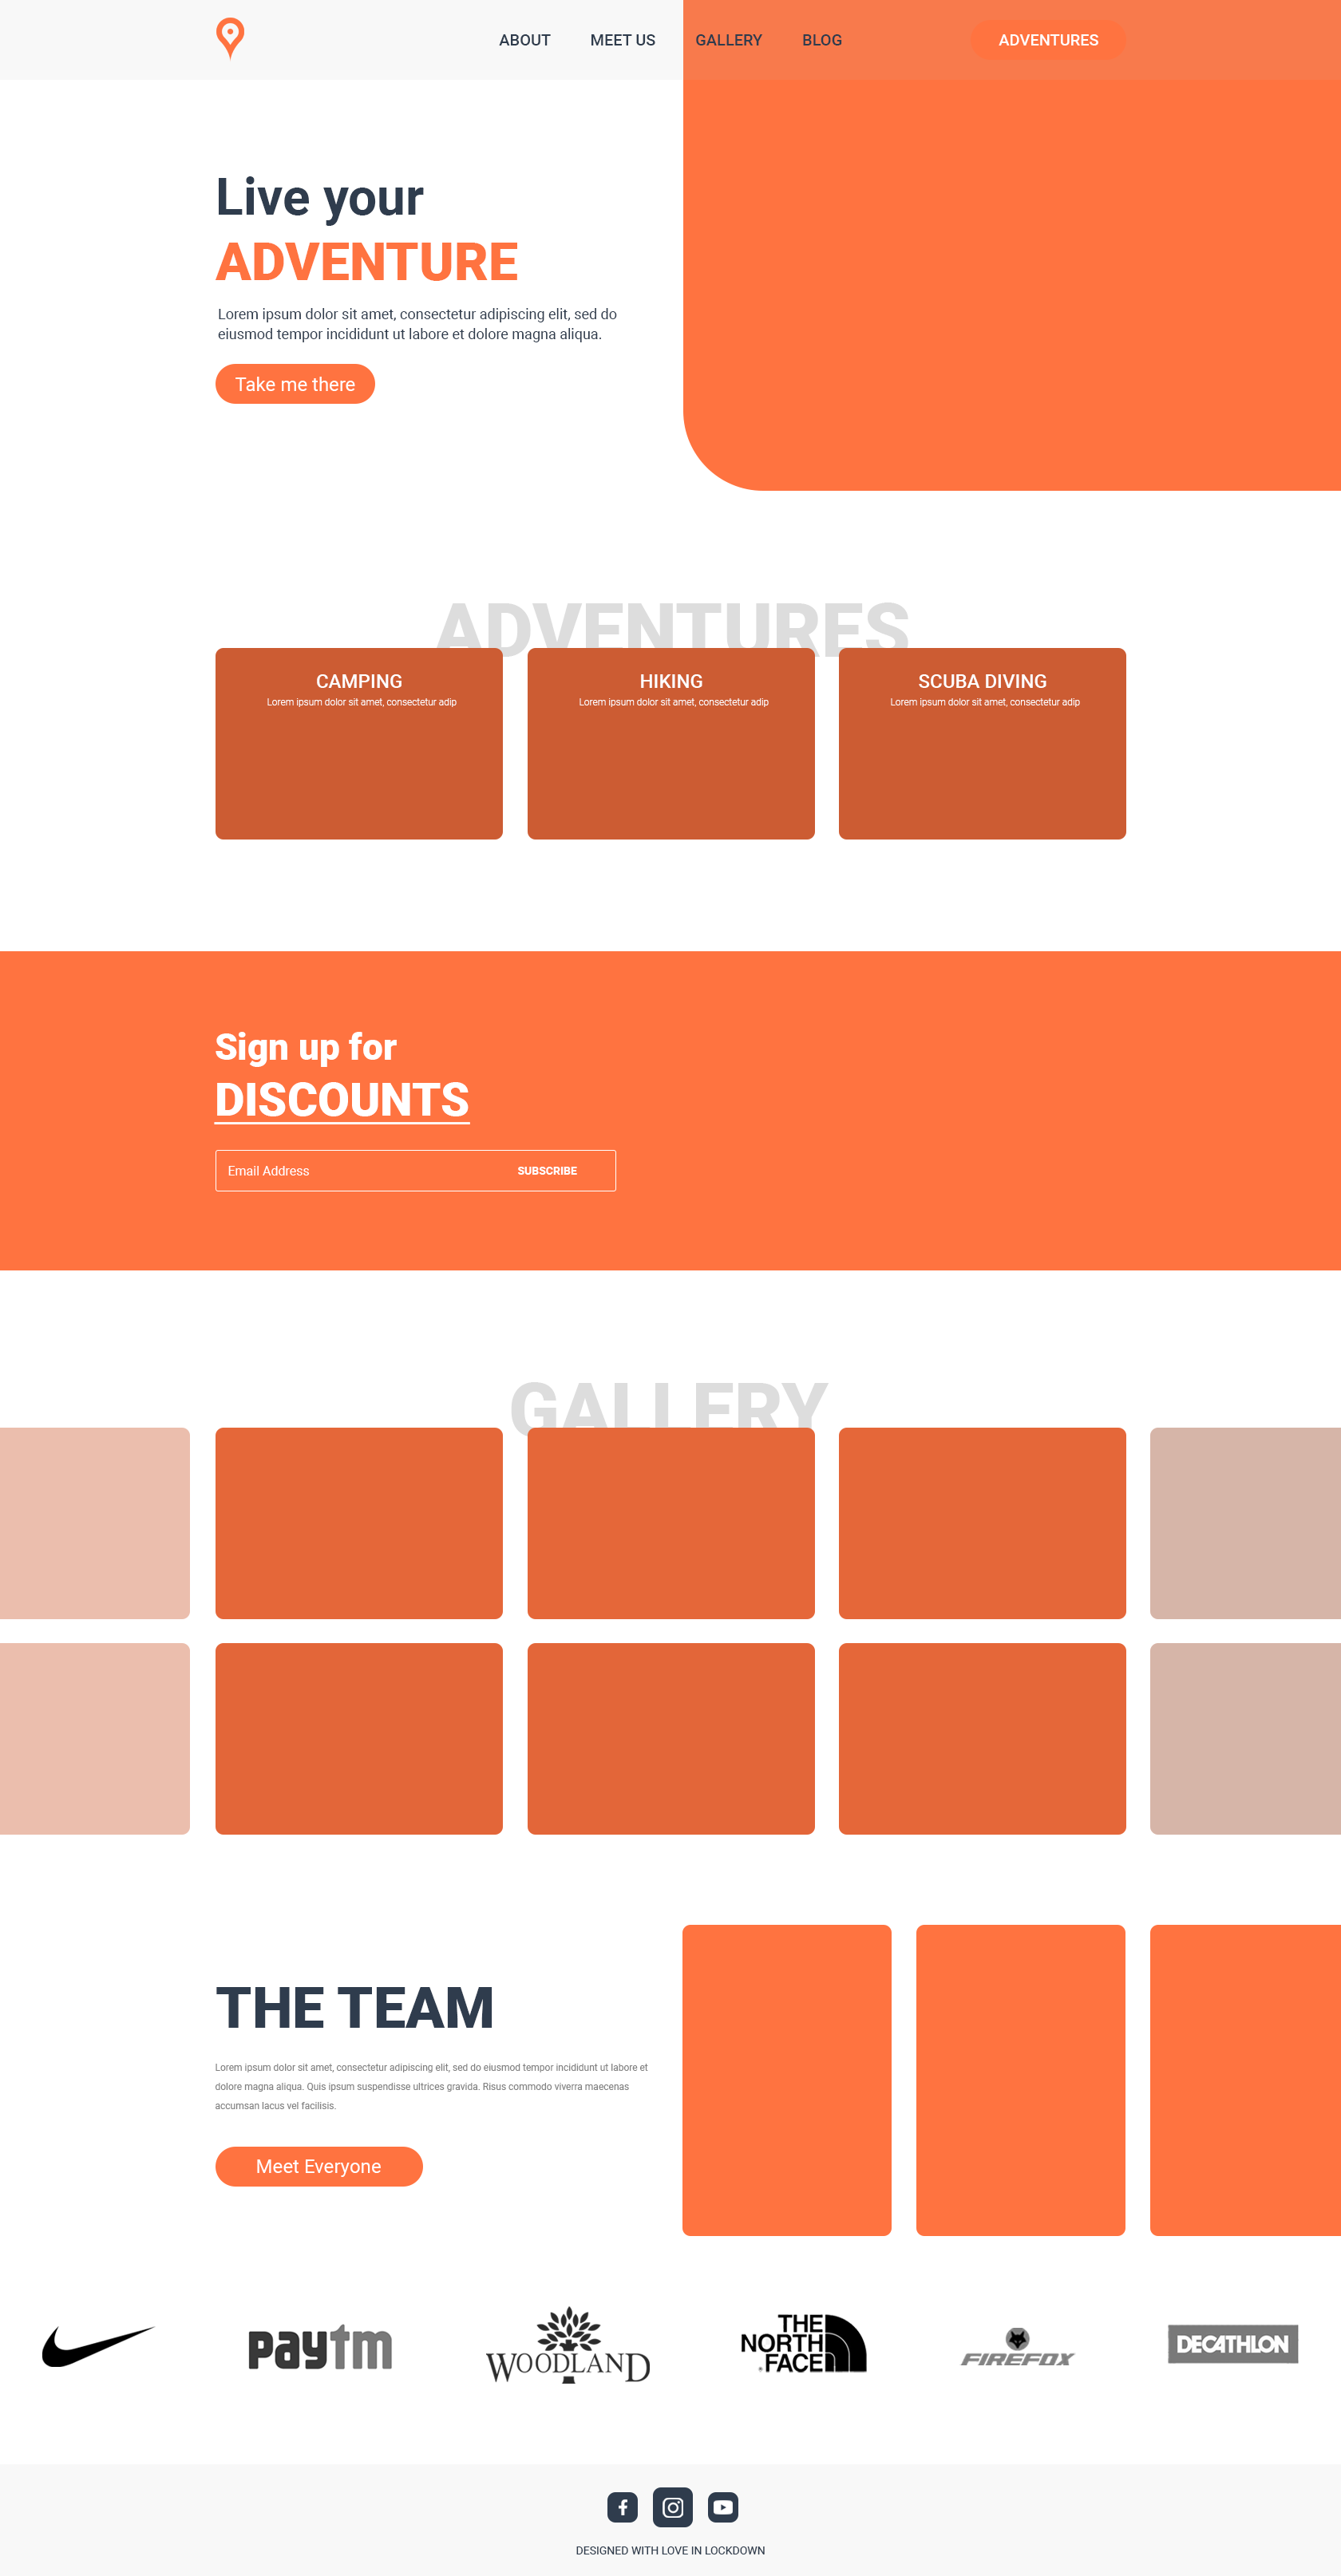 ABOUT MEET US GALLERY BLOG ADVENTURES
Live your
ADVENTURE
Lorem ipsum dolor sit amet, consectetur adipiscing elit, sed do
eiusmod tempor incididunt ut labore et dolore magna aliqua.
Take me there
ADVENTURES
CAMPING
Lorem ipsum dolor sit amet, consectetur adip
HIKING
Lorem ipsum dolor sit amet, consectetur adip
SCUBA DIVING
Lorem ipsum dolor sit amet, consectetur adip
Sign up for
DISCOUNTS
Email Address SUBSCRIBE
GALLERY
THE TEAM
Lorem ipsum dolor sit amet, consectetur adipiscing elit, sed do eiusmod tempor incididunt ut labore et
dolore magna aliqua. Quis ipsum suspendisse ultrices gravida. Risus commodo viverra maecenas
accumsan lacus vel facilisis.
Meet Everyone
paytm
WOODLAND
THE
NORTH
FACE
FIREFOX
DECATHLON
DESIGNED WITH LOVE IN LOCKDOWN